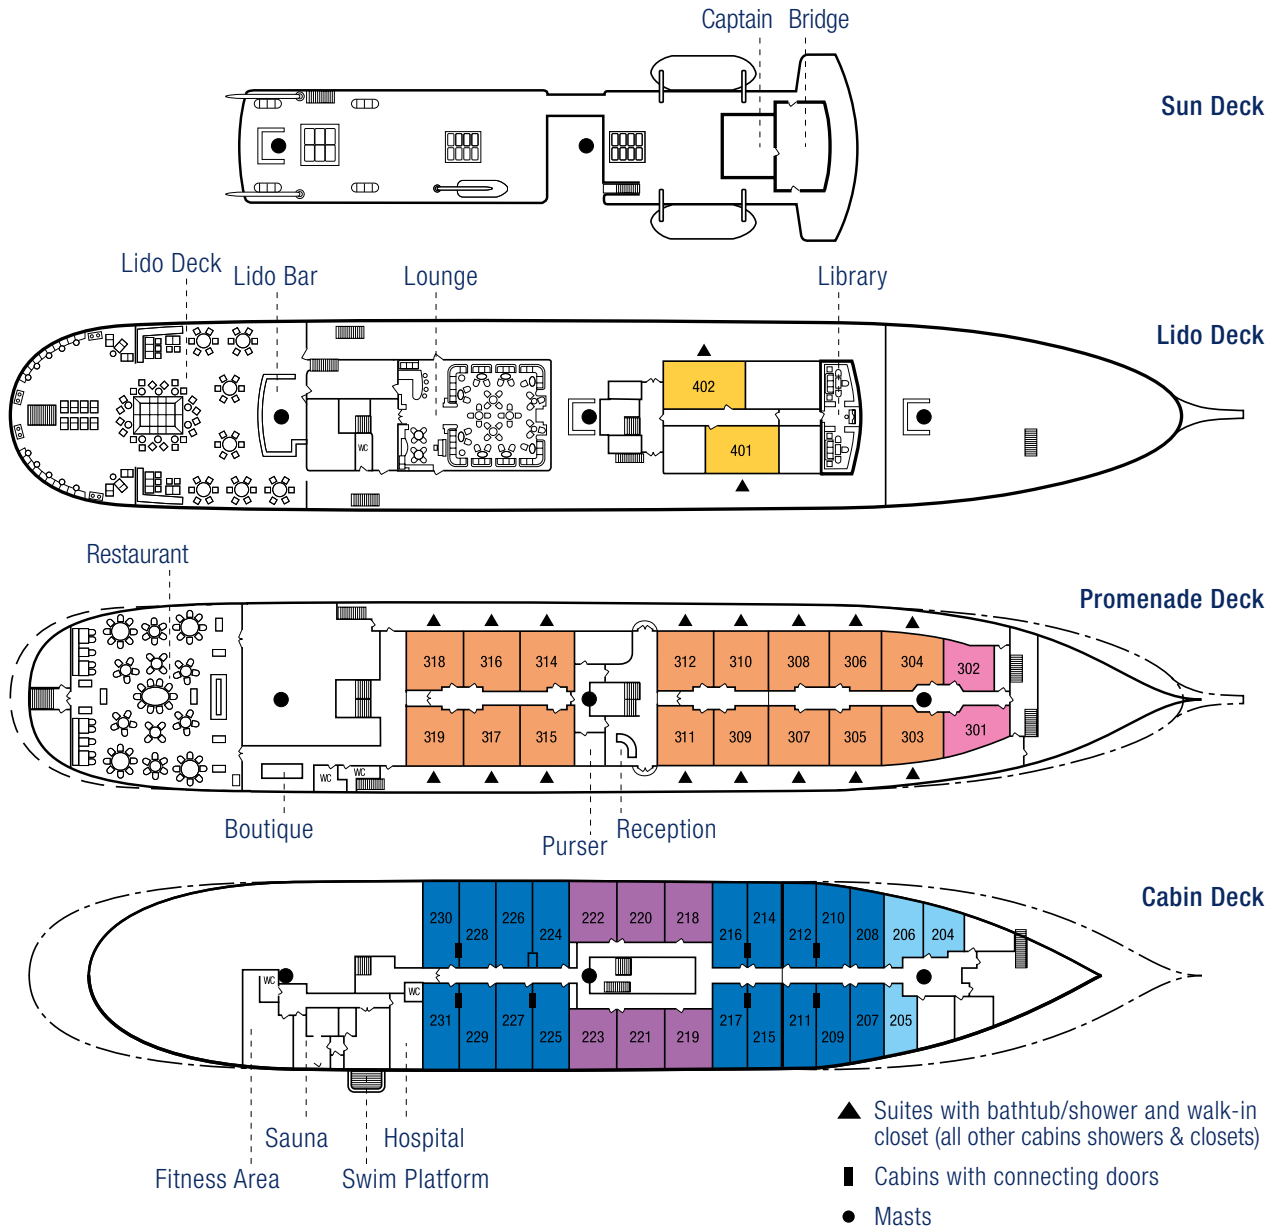 Captain Bridge
Sun Deck
Lido Deck Lido Bar Lounge Library
Lido Deck
402
WC
401
Restaurant
Promenade Deck
318 316 314 312 310 308 306 304 302
319 317 315 311 309 307 305 303 301
WC WC
Boutique Purser Reception
Cabin Deck
230 228 226 224 222 220 218 216 214 212 210 208 206 204
WC
WC
231 229 227 225 223 221 219 217 215 211 209 207 205
Sauna Hospital
Fitness Area Swim Platform
Suites with bathtub/shower and walk-in
closet (all other cabins showers & closets)
Cabins with connecting doors
Masts